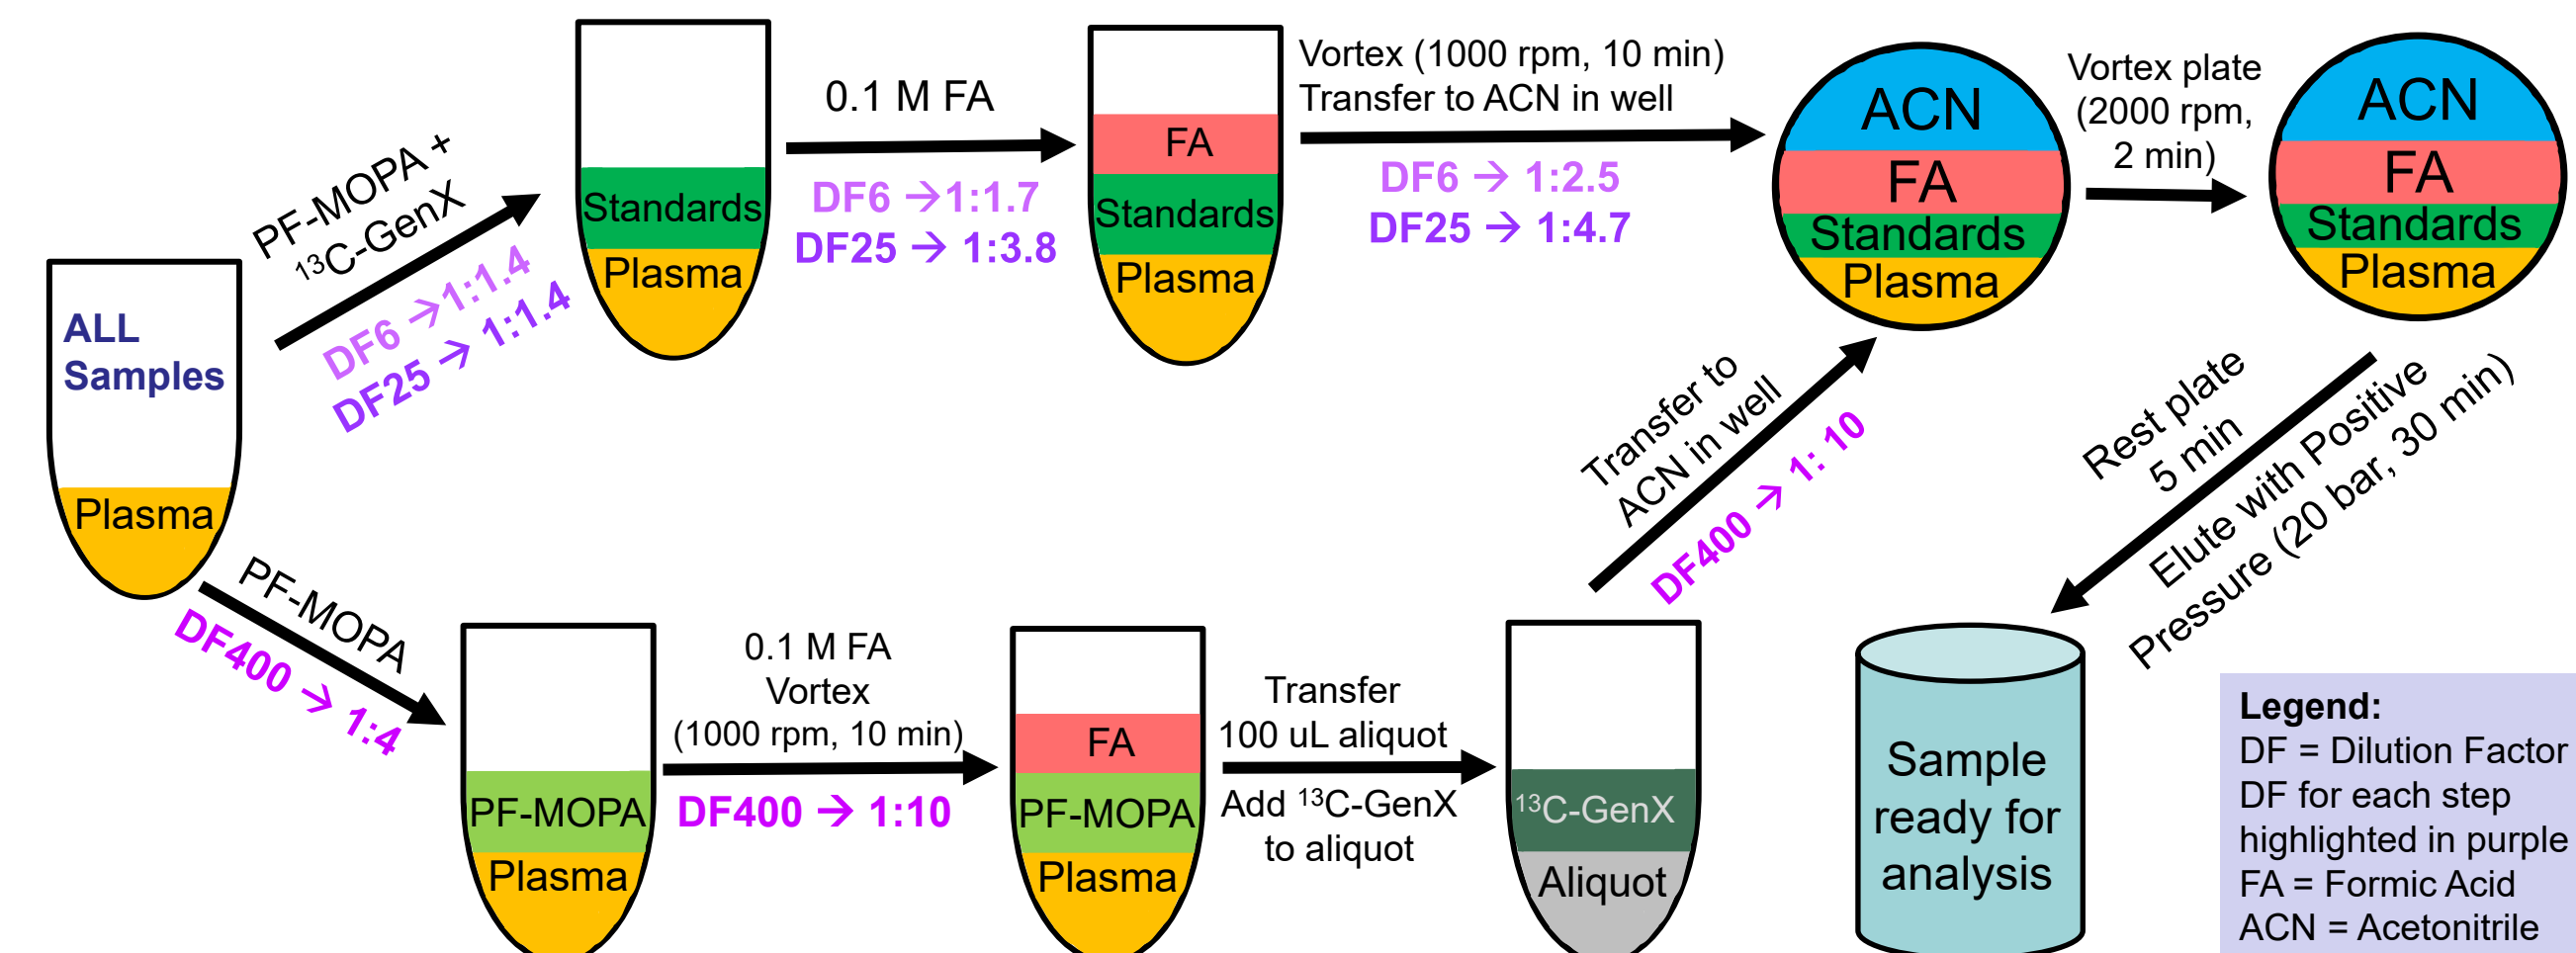 ALL
Samples
Plasma
PF-MOPA +
¹³C-GenX
DF6 →1:1.4
DF25 → 1:1.4
Standards
Plasma
0.1 M FA
DF6 →1:1.7
DF25 → 1:3.8
FA
Standards
Plasma
Vortex (1000 rpm, 10 min)
Transfer to ACN in well
DF6 → 1:2.5
DF25 → 1:4.7
ACN
FA
Standards
Plasma
Vortex plate
(2000 rpm,
2 min)
ACN
FA
Standards
Plasma
PF-MOPA
DF400 → 1:4
PF-MOPA
Plasma
0.1 M FA
Vortex
(1000 rpm, 10 min)
DF400 → 1:10
FA
PF-MOPA
Plasma
Transfer
100 uL aliquot
Add ¹³C-GenX
to aliquot
¹³C-GenX
Aliquot
Transfer to
ACN in well
DF400 → 1: 10
Rest plate
5 min
Elute with Positive
Pressure (20 bar, 30 min)
Sample
ready for
analysis
Legend:
DF = Dilution Factor
DF for each step
highlighted in purple
FA = Formic Acid
ACN = Acetonitrile